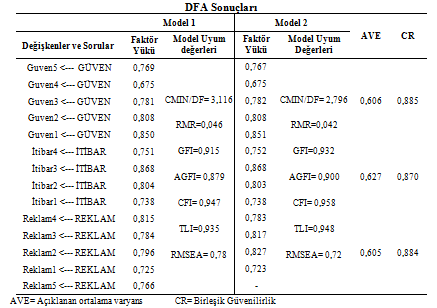 DFA Sonuçları
Model 1 Model 2
Değişkenler ve Sorular Faktör Yükü Model Uyum değerleri Faktör Yükü Model Uyum Değerleri AVE CR
Guven5 <--- GÜVEN 0,769 0,767
Guven4 <--- GÜVEN 0,675 0,675
Guven3 <--- GÜVEN 0,781 CMIN/DF= 3,116 0,782 CMIN/DF= 2,796 0,606 0,885
Guven2 <--- GÜVEN 0,808 RMR=0,046 0,808 RMR=0,042
Guven1 <--- GÜVEN 0,850 0,851
İtibar4 <--- İTİBAR 0,751 GFI=0,915 0,752 GFI=0,932
İtibar3 <--- İTİBAR 0,868 AGFI= 0,879 0,868 AGFI= 0,900 0,627 0,870
İtibar2 <--- İTİBAR 0,804 0,803
İtibar1 <--- İTİBAR 0,738 CFI= 0,947 0,738 CFI= 0,958
Reklam4 <--- REKLAM 0,815 TLI=0,935 0,783 TLI=0,948
Reklam3 <--- REKLAM 0,784 0,817
Reklam2 <--- REKLAM 0,796 RMSEA= 0,78 0,827 RMSEA= 0,72 0,605 0,884
Reklam1 <--- REKLAM 0,725 0,723
Reklam5 <--- REKLAM 0,766 -
AVE= Açıklanan ortalama varyans CR= Birleşik Güvenilirlik